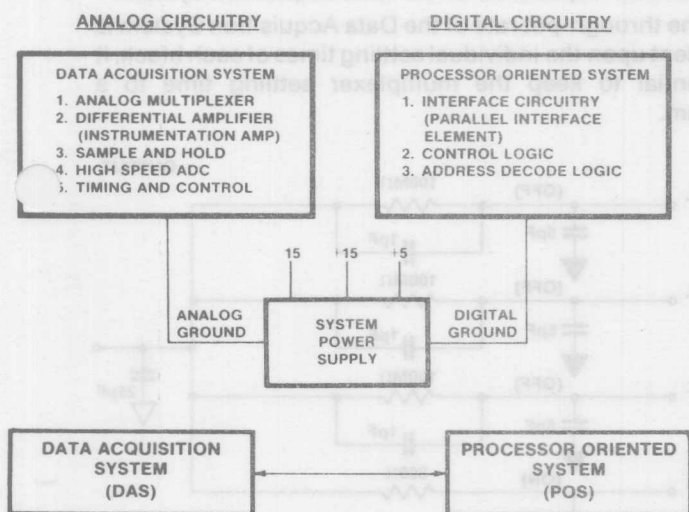 ANALOG CIRCUITRY
DIGITAL CIRCUITRY
DATA ACQUISITION SYSTEM
1. ANALOG MULTIPLEXER
2. DIFFERENTIAL AMPLIFIER
(INSTRUMENTATION AMP)
3. SAMPLE AND HOLD
4. HIGH SPEED ADC
5. TIMING AND CONTROL
PROCESSOR ORIENTED SYSTEM
1. INTERFACE CIRCUITRY
(PARALLEL INTERFACE
ELEMENT)
2. CONTROL LOGIC
3. ADDRESS DECODE LOGIC
15 +15 +5
ANALOG
GROUND
SYSTEM
POWER
SUPPLY
DIGITAL
GROUND
DATA ACQUISITION
SYSTEM
(DAS)
PROCESSOR ORIENTED
SYSTEM
(POS)